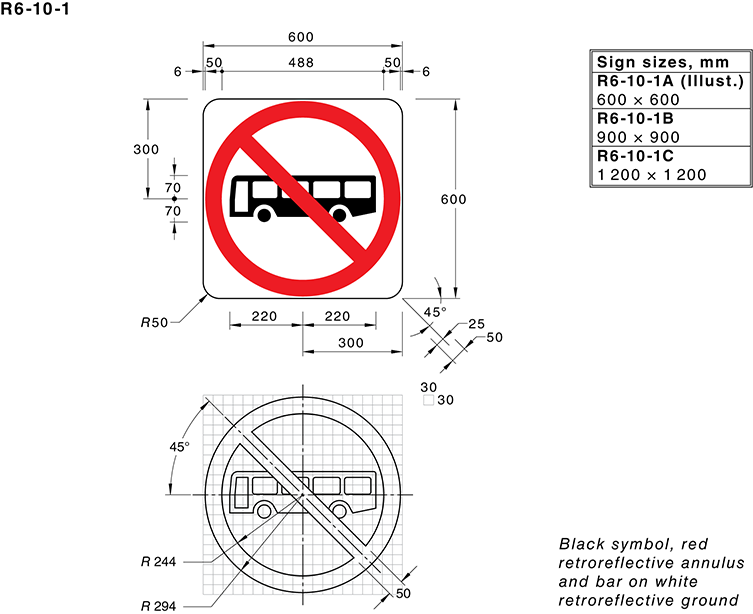 R6-10-1
600
6 50 488 50 6
300
70
70
600
R50
220 220
300
45°
25
50
Sign sizes, mm
R6-10-1A (Illust.)
600 × 600
R6-10-1B
900 × 900
R6-10-1C
1 200 × 1 200
30
30
45°
R 244
R 294
50
Black symbol, red
retroreflective annulus
and bar on white
retroreflective ground